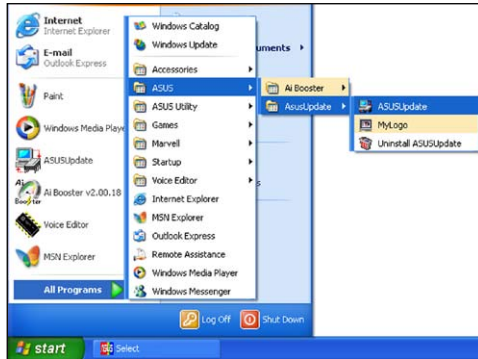 Internet
Internet Explorer
E-mail
Outlook Express
Paint
Windows Media Playe
ASUSUpdate
Ai Booster v2.00.18
Voice Editor
MSN Explorer
All Programs
Windows Catalog
Windows Update
Accessories
ASUS
ASUS Utility
Games
Marvell
Startup
Voice Editor
Internet Explorer
MSN Explorer
Outlook Express
Remote Assistance
Windows Media Player
Windows Messenger
uments
s
Ai Booster
AsusUpdate
ASUSUpdate
MyLogo
Uninstall ASUSUpdate
Log Off
Shut Down
start
Select